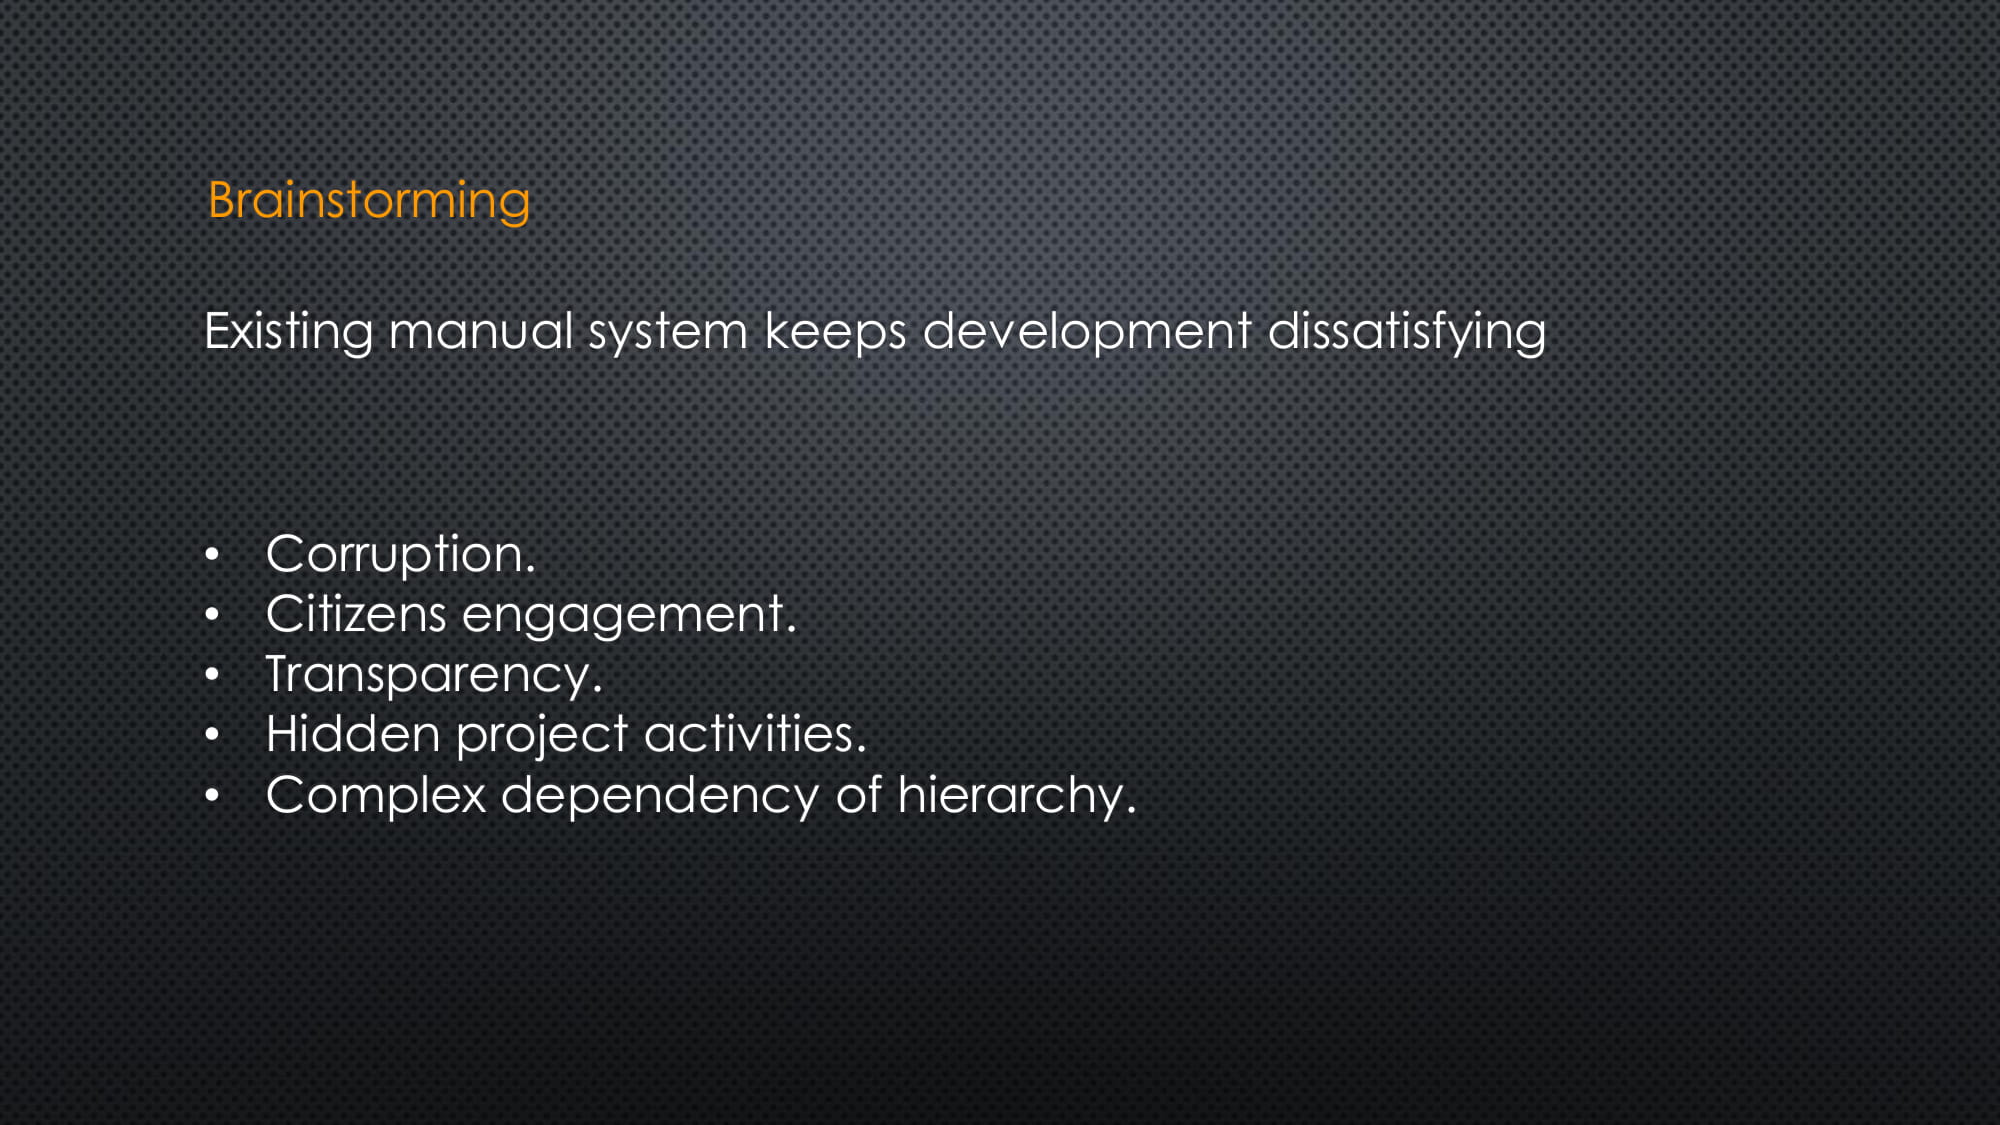 Brainstorming
Existing manual system keeps development dissatisfying
• Corruption.
• Citizens engagement.
• Transparency.
• Hidden project activities.
• Complex dependency of hierarchy.